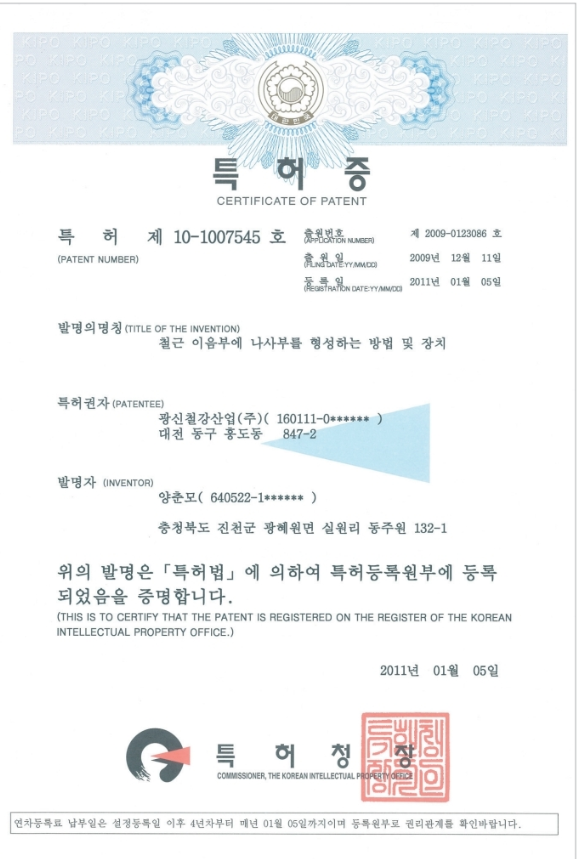 대한민국
특 허 증
CERTIFICATE OF PATENT
특 허 제 10-1007545 호
(PATENT NUMBER)
출원번호 제 2009-0123086 호
(APPLICATION NUMBER)
출 원 일 2009년 12월 11일
(FILING DATE:YY/MM/DD)
등 록 일 2011년 01월 05일
(REGISTRATION DATE:YY/MM/DD)
발명의명칭 (TITLE OF THE INVENTION)
철근 이음부에 나사부를 형성하는 방법 및 장치
특허권자 (PATENTEE)
광신철강산업(주)( 160111-0****** )
대전 동구 홍도동 847-2
발명자 (INVENTOR)
양춘모( 640522-1****** )
충청북도 진천군 광혜원면 실원리 동주원 132-1
위의 발명은 「특허법」에 의하여 특허등록원부에 등록
되었음을 증명합니다.
(THIS IS TO CERTIFY THAT THE PATENT IS REGISTERED ON THE REGISTER OF THE KOREAN
INTELLECTUAL PROPERTY OFFICE.)
2011년 01월 05일
특 허 청 장
COMMISSIONER, THE KOREAN INTELLECTUAL PROPERTY OFFICE
연차등록료 납부일은 설정등록일 이후 4년차부터 매년 01월 05일까지이며 등록원부로 권리관계를 확인바랍니다.